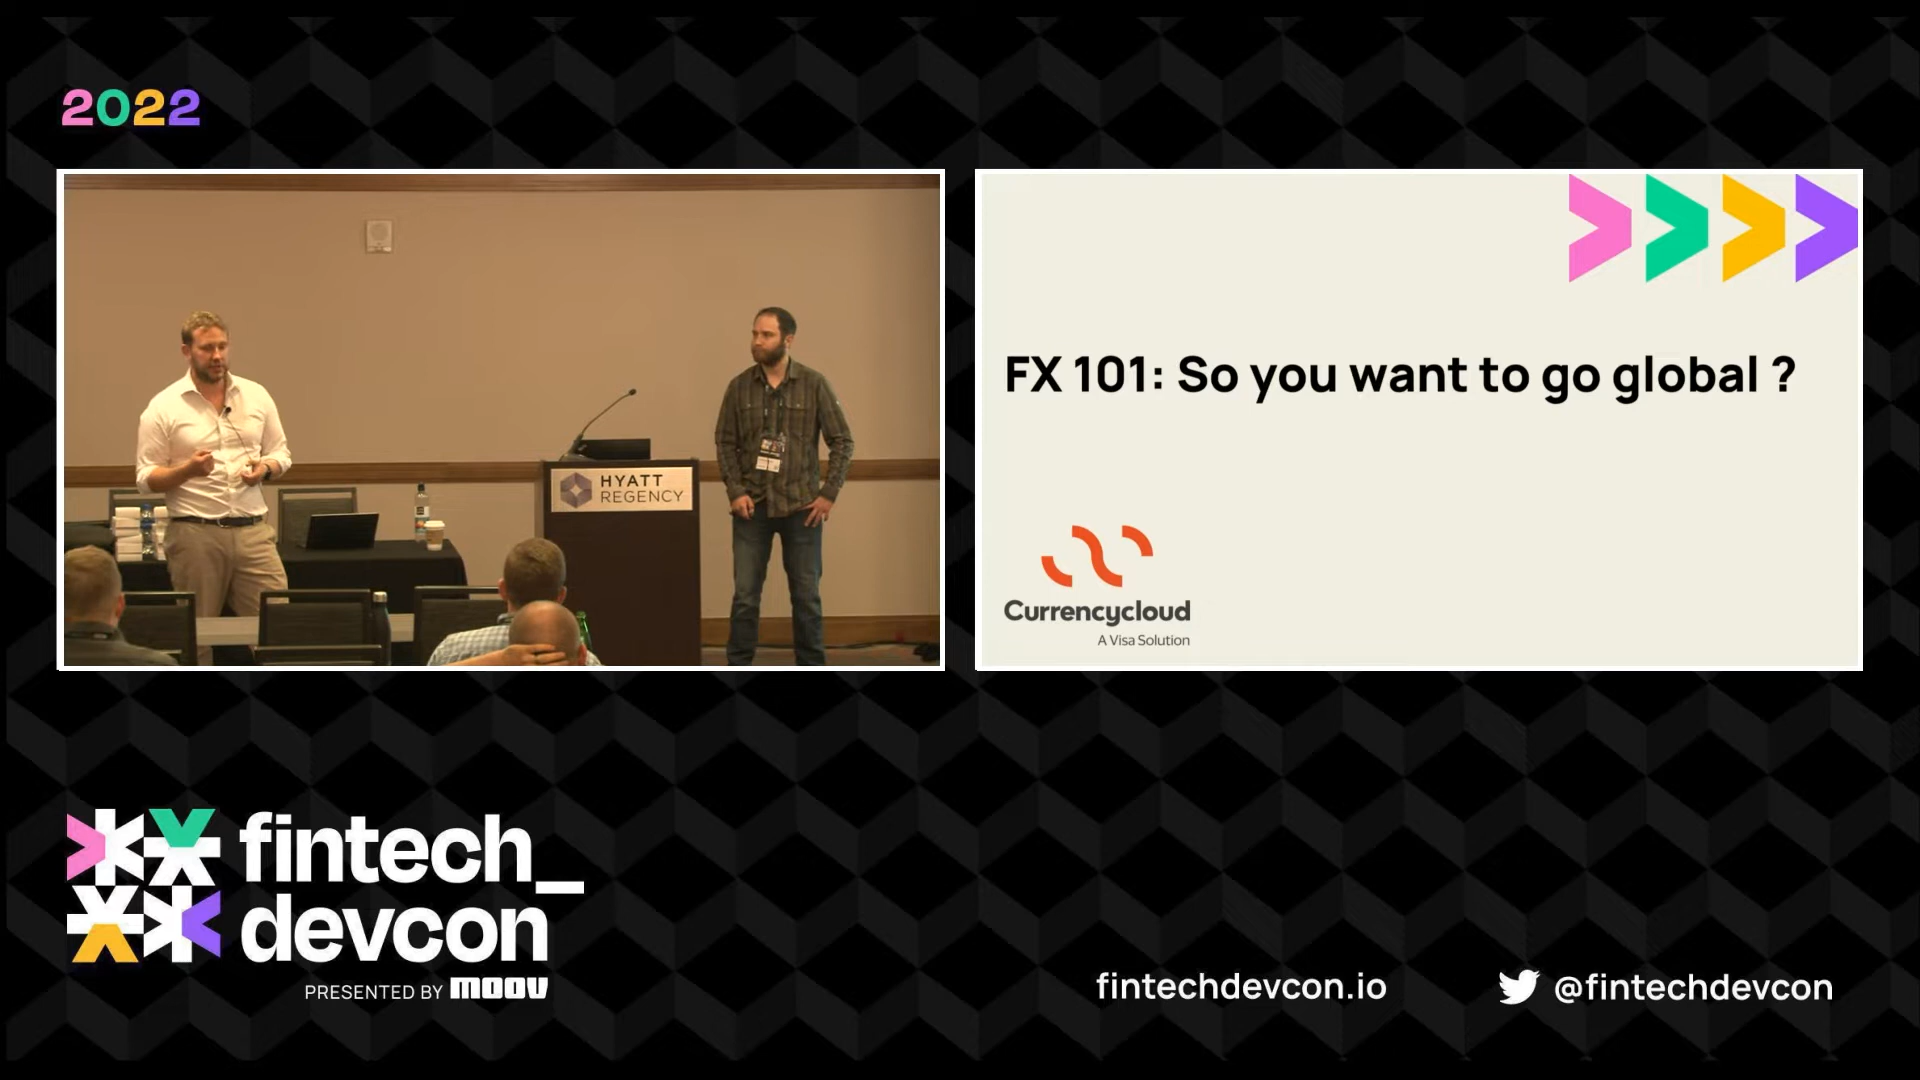 2022
HYATT
REGENCY
FX 101: So you want to go global ?
Currencycloud
A Visa Solution
fintech_
devcon
PRESENTED BY moov
fintechdevcon.io
@fintechdevcon